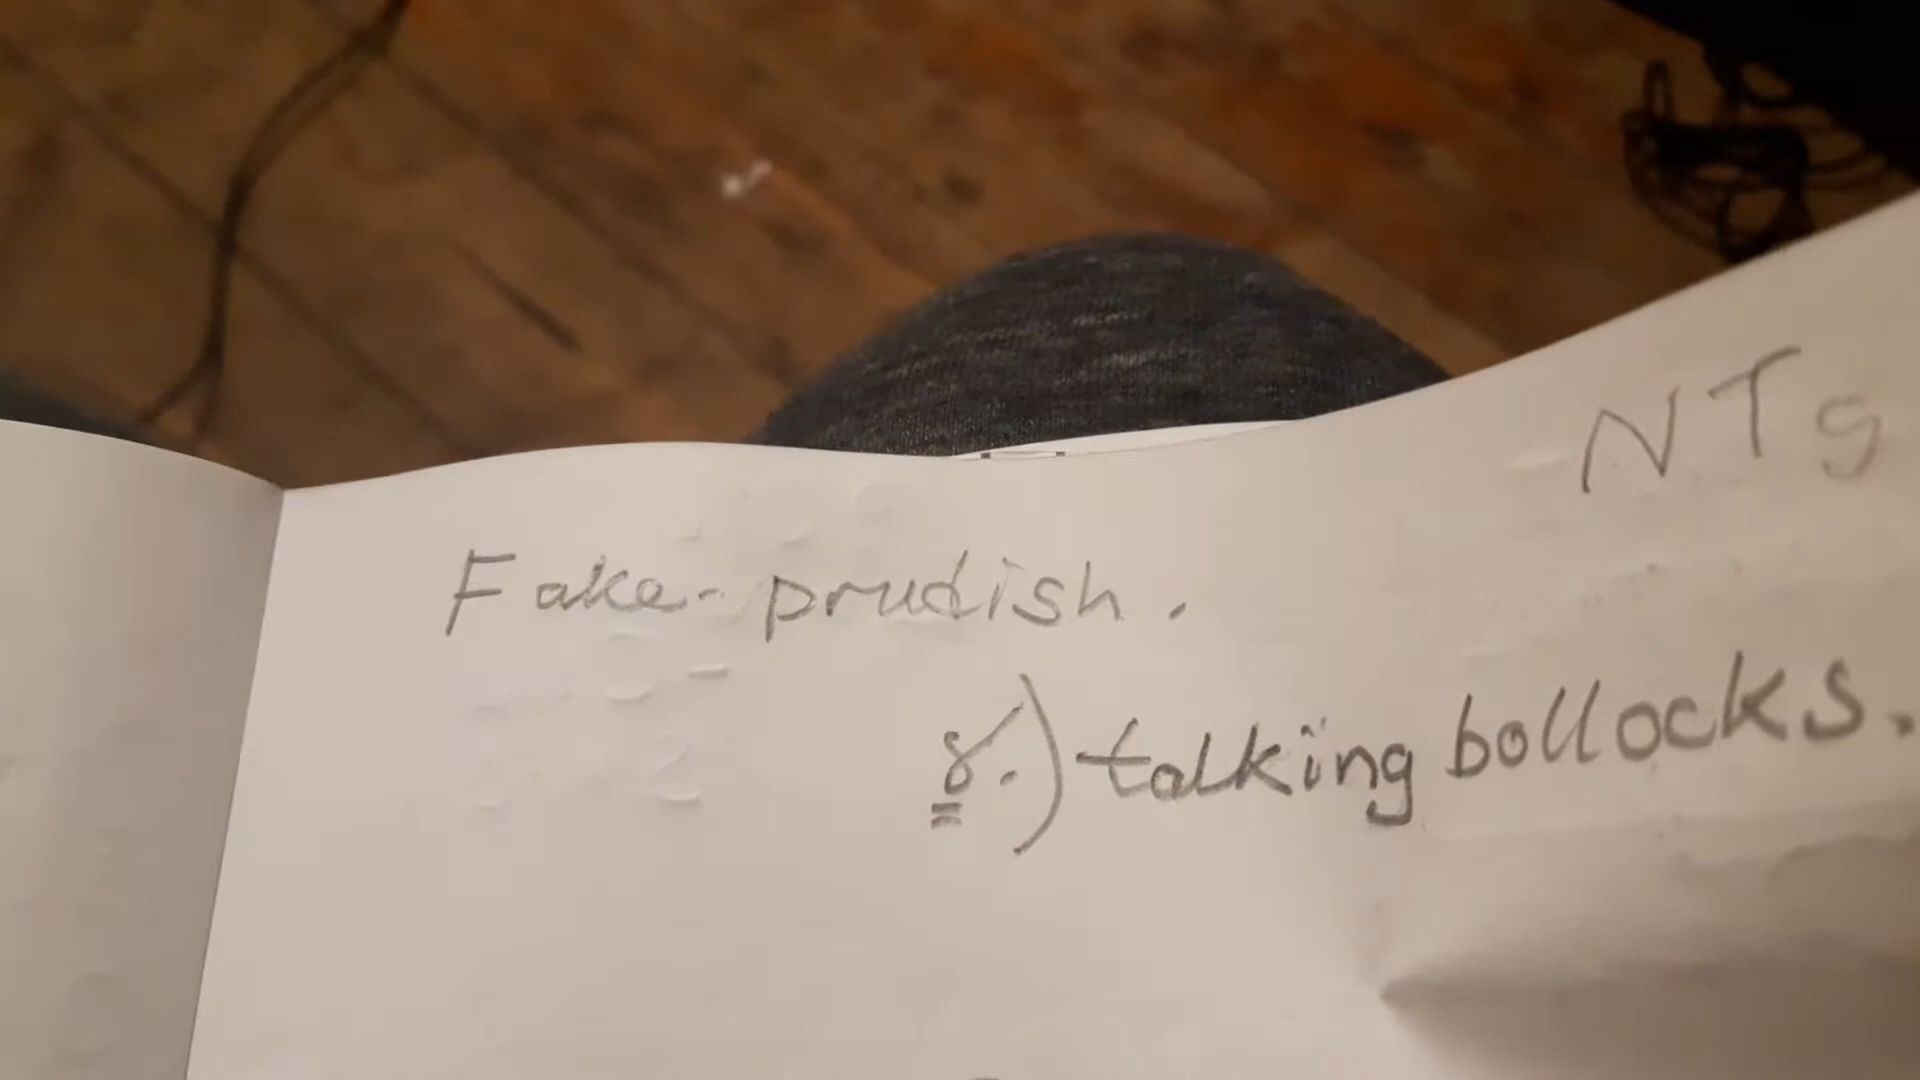 NTs
Fake-prudish.
8.) talking bollocks.